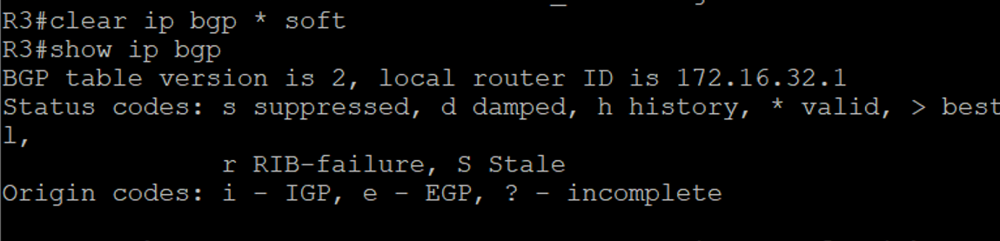 R3#clear ip bgp * soft
R3#show ip bgp
BGP table version is 2, local router ID is 172.16.32.1
Status codes: s suppressed, d damped, h history, * valid, > best
l,
              r RIB-failure, S Stale
Origin codes: i - IGP, e - EGP, ? - incomplete